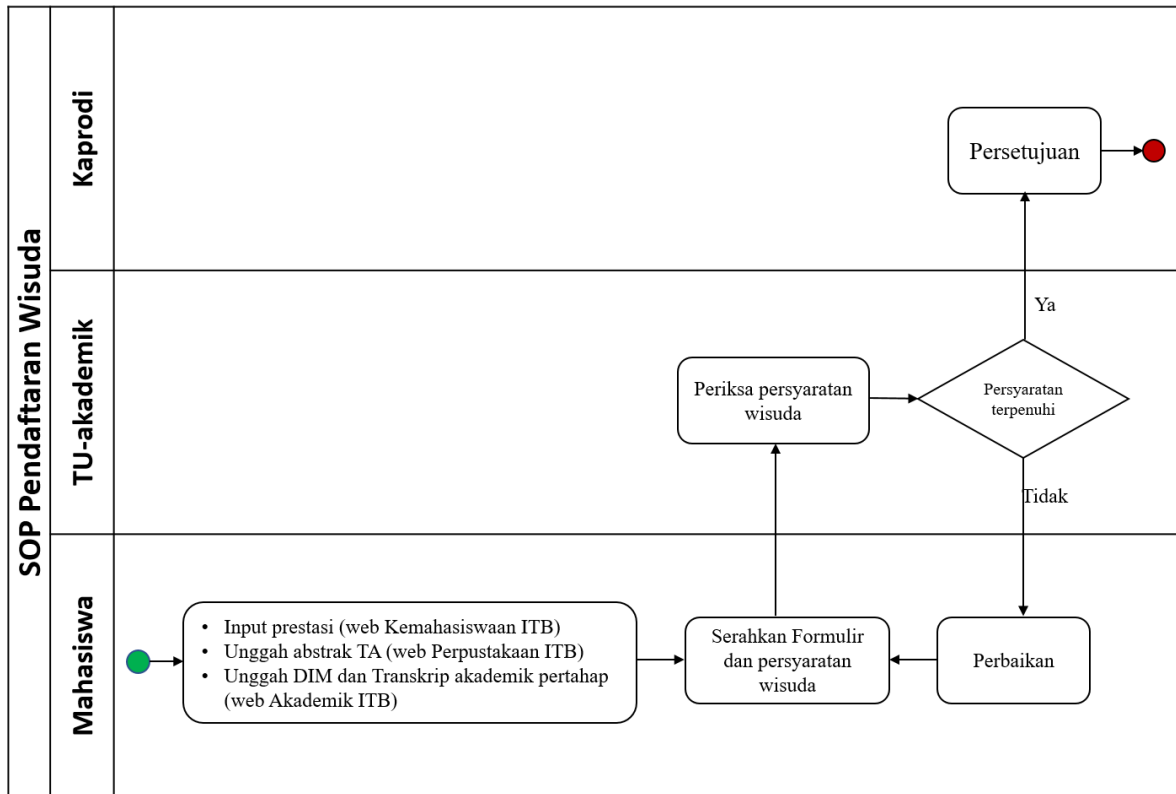 SOP Pendaftaran Wisuda
Kaprodi
Persetujuan
TU-akademik
Ya
Periksa persyaratan
wisuda
Persyaratan
terpenuhi
Tidak
Mahasiswa
• Input prestasi (web Kemahasiswaan ITB)
• Unggah abstrak TA (web Perpustakaan ITB)
• Unggah DIM dan Transkrip akademik pertahap
(web Akademik ITB)
Serahkan Formulir
dan persyaratan
wisuda
Perbaikan